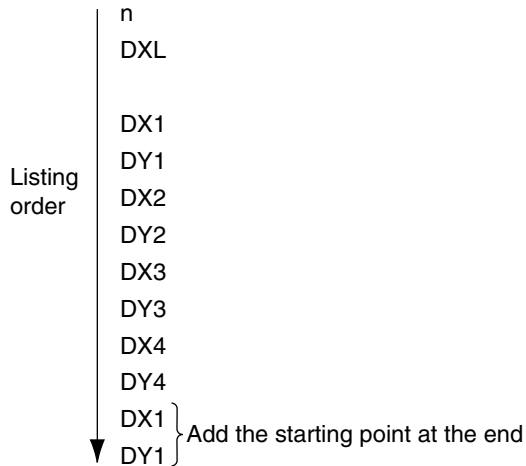 n
DXL
DX1
DY1
Listing
order
DX2
DY2
DX3
DY3
DX4
DY4
DX1
DY1
Add the starting point at the end